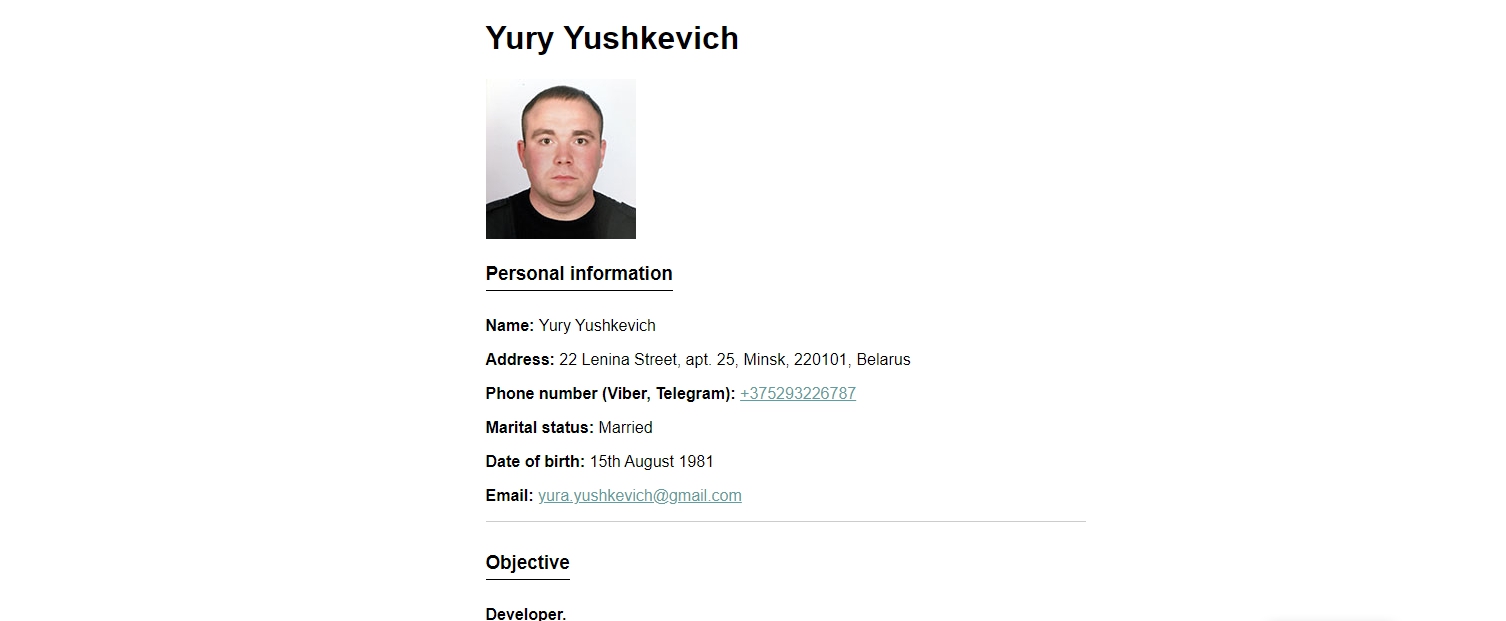 Yury Yushkevich
Personal information
Name: Yury Yushkevich
Address: 22 Lenina Street, apt. 25, Minsk, 220101, Belarus
Phone number (Viber, Telegram): +375293226787
Marital status: Married
Date of birth: 15th August 1981
Email: yura.yushkevich@gmail.com
Objective
Developer.